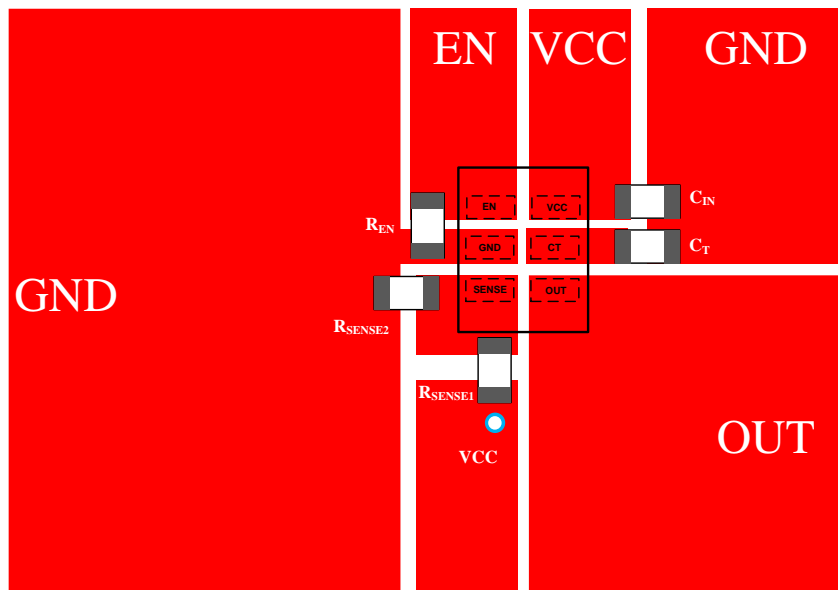 EN VCC GND
C_IN
EN VCC
R_EN
C_T
GND CT
GND
SENSE OUT
R_SENSE2
R_SENSE1
OUT
VCC